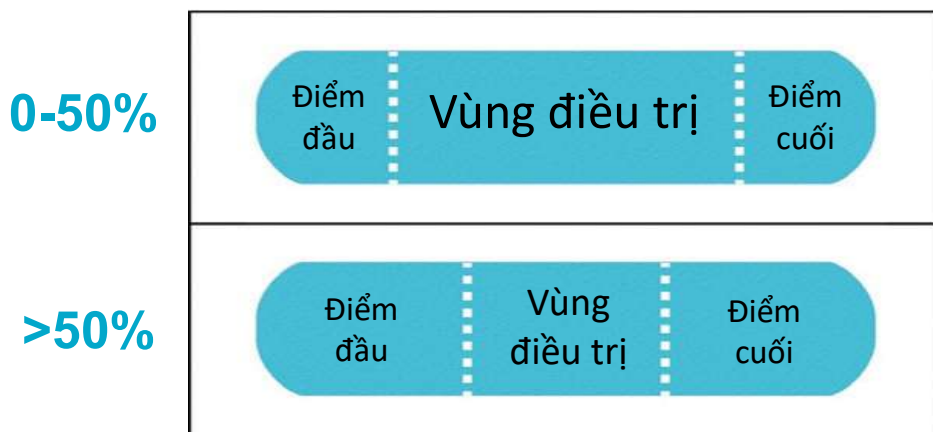 0-50%
Điểm
đầu
Vùng điều trị
Điểm
cuối
>50%
Điểm
đầu
Vùng
điều trị
Điểm
cuối